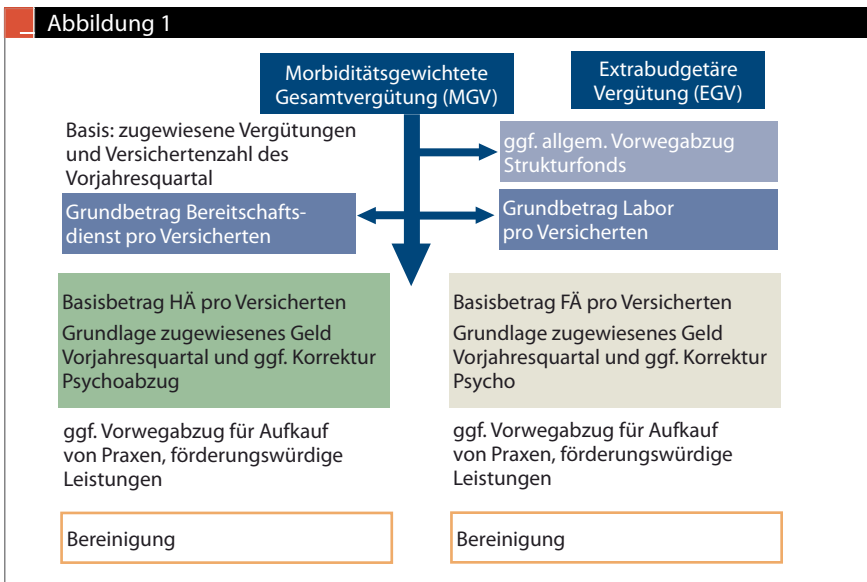 Abbildung 1
Morbiditätsgewichtete
Gesamtvergütung (MGV)
Extrabudgetäre
Vergütung (EGV)
Basis: zugewiesene Vergütungen
und Versichertenzahl des
Vorjahresquartal
ggf. allgem. Vorwegabzug
Strukturfonds
Grundbetrag Bereitschafts-
dienst pro Versicherten
Grundbetrag Labor
pro Versicherten
Basisbetrag HÄ pro Versicherten
Grundlage zugewiesenes Geld
Vorjahresquartal und ggf. Korrektur
Psychoabzug
Basisbetrag FÄ pro Versicherten
Grundlage zugewiesenes Geld
Vorjahresquartal und ggf. Korrektur
Psycho
ggf. Vorwegabzug für Aufkauf
von Praxen, förderungswürdige
Leistungen
ggf. Vorwegabzug für Aufkauf
von Praxen, förderungswürdige
Leistungen
Bereinigung
Bereinigung